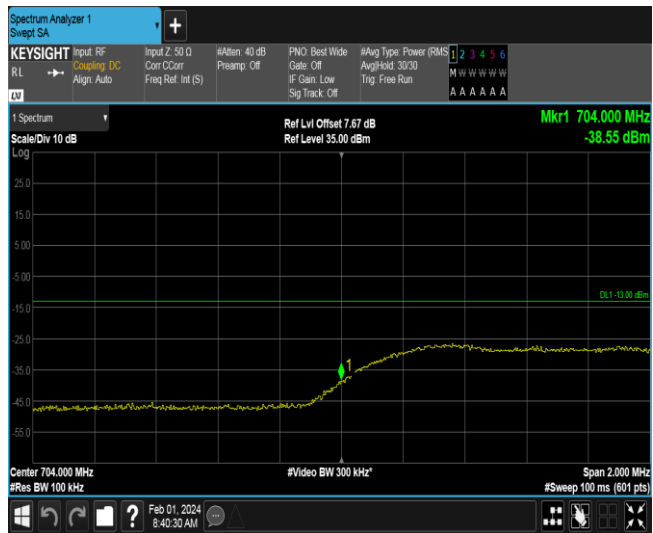 Spectrum Analyzer 1
Swept SA
+
KEYSIGHT
RL
LXI
Input: RF
Coupling: DC
Align: Auto
Input Z: 50 Ω
Corr CCorr
Freq Ref: Int (S)
#Atten: 40 dB
Preamp: Off
PNO: Best Wide
Gate: Off
IF Gain: Low
Sig Track: Off
#Avg Type: Power (RMS
Avg|Hold: 30/30
Trig: Free Run
1 2 3 4 5 6
M W W W W W
A A A A A A
1 Spectrum
Scale/Div 10 dB
Log
Ref Lvl Offset 7.67 dB
Ref Level 35.00 dBm
Mkr1 704.000 MHz
-38.55 dBm
25.0
15.0
5.00
-5.00
DL1 -13.00 dBm
-15.0
-25.0
1
-35.0
-45.0
-55.0
Center 704.000 MHz
#Video BW 300 kHz*
Span 2.000 MHz
#Res BW 100 kHz
#Sweep 100 ms (601 pts)
?
Feb 01, 2024
8:40:30 AM